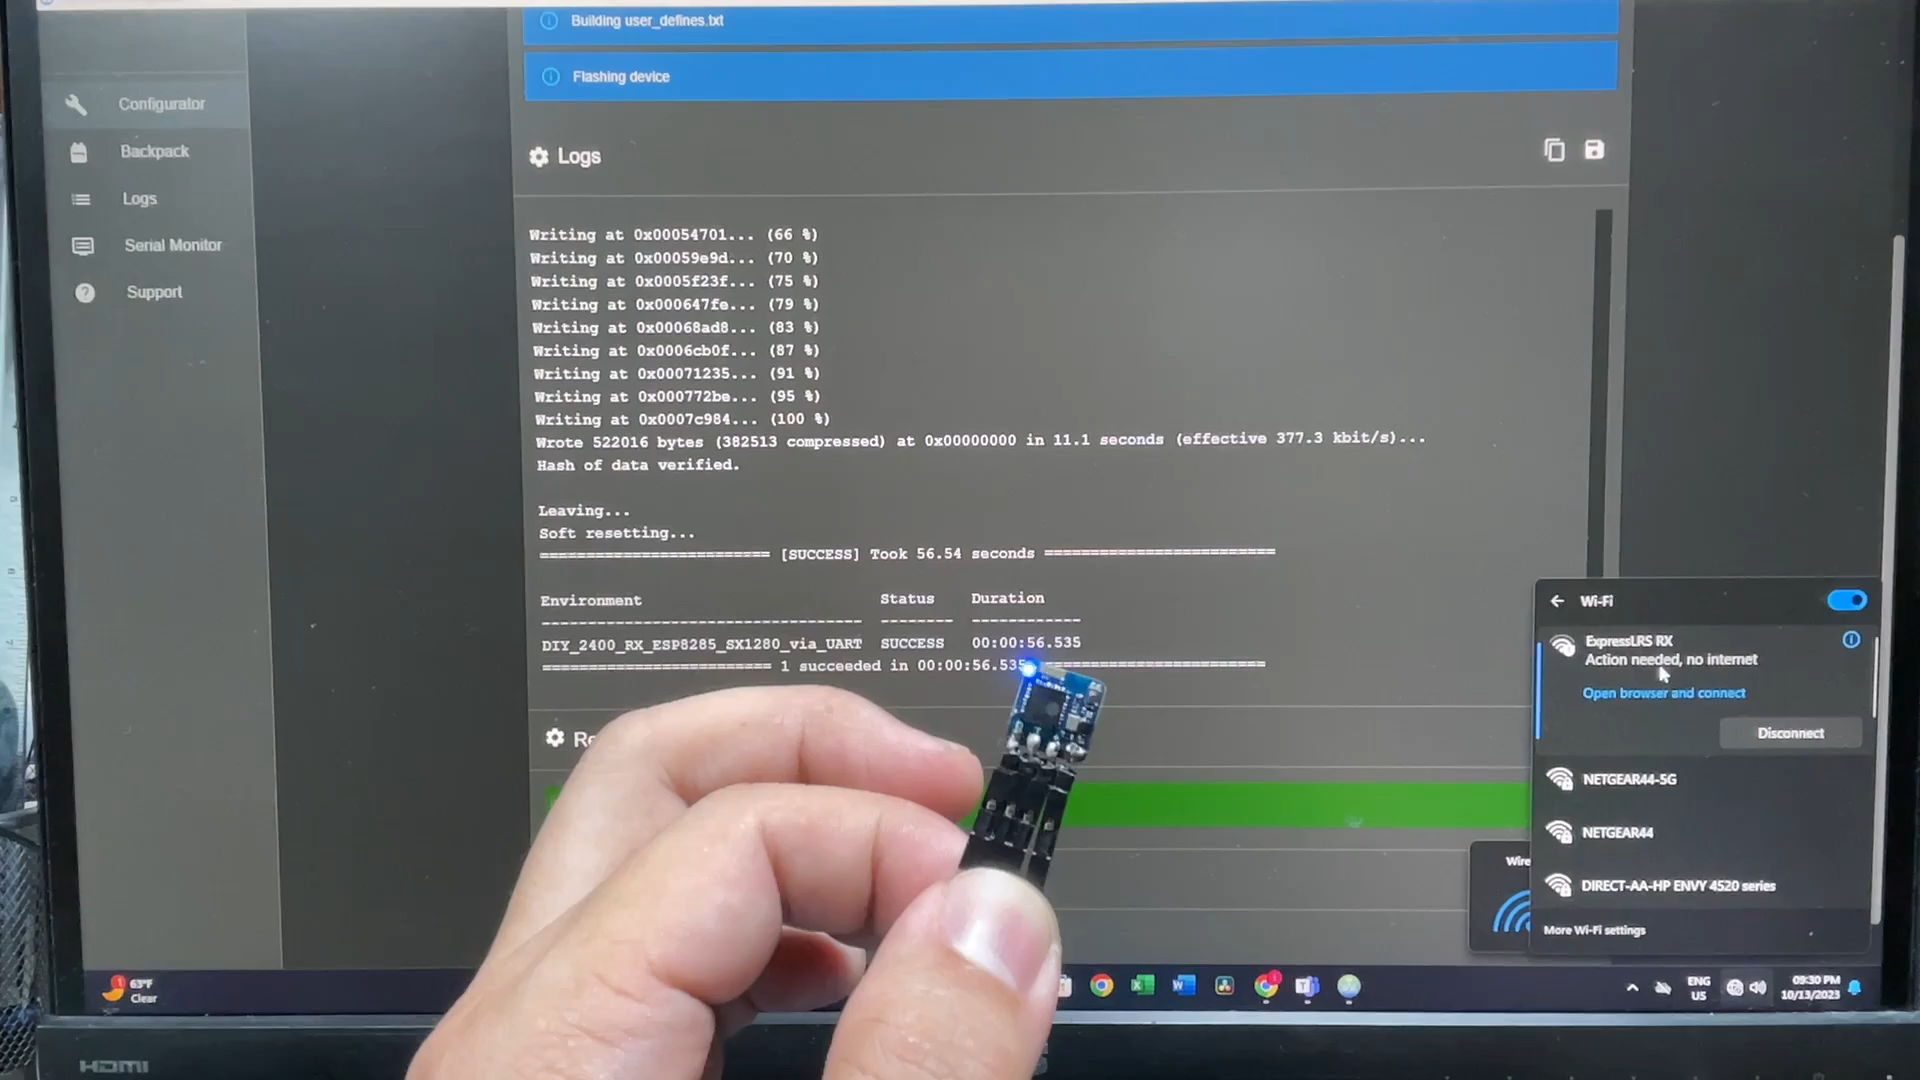 Building user_defines.txt
Flashing device
Configurator
Backpack
Logs
Serial Monitor
Support
Logs
Writing at 0x00054701... (66 %)
Writing at 0x00059e9d... (70 %)
Writing at 0x0005f23f... (75 %)
Writing at 0x000647fe... (79 %)
Writing at 0x00068ad8... (83 %)
Writing at 0x0006cb0f... (87 %)
Writing at 0x00071235... (91 %)
Writing at 0x000772be... (95 %)
Writing at 0x0007c984... (100 %)
Wrote 522016 bytes (382513 compressed) at 0x00000000 in 11.1 seconds (effective 377.3 kbit/s)...
Hash of data verified.
Leaving...
Soft resetting...
========================= [SUCCESS] Took 56.54 seconds =========================
Environment Status Duration
DIY_2400_RX_ESP8285_SX1280_via_UART SUCCESS 00:00:56.535
========================= 1 succeeded in 00:00:56.535 =========================
Wi-Fi
ExpressLRS RX
Action needed, no internet
Open browser and connect
Disconnect
NETGEAR44-5G
NETGEAR44
DIRECT-AA-HP ENVY 4520 series
More Wi-Fi settings
1
63°F
Clear
ENG
US
09:30 PM
10/13/2023
HDMI